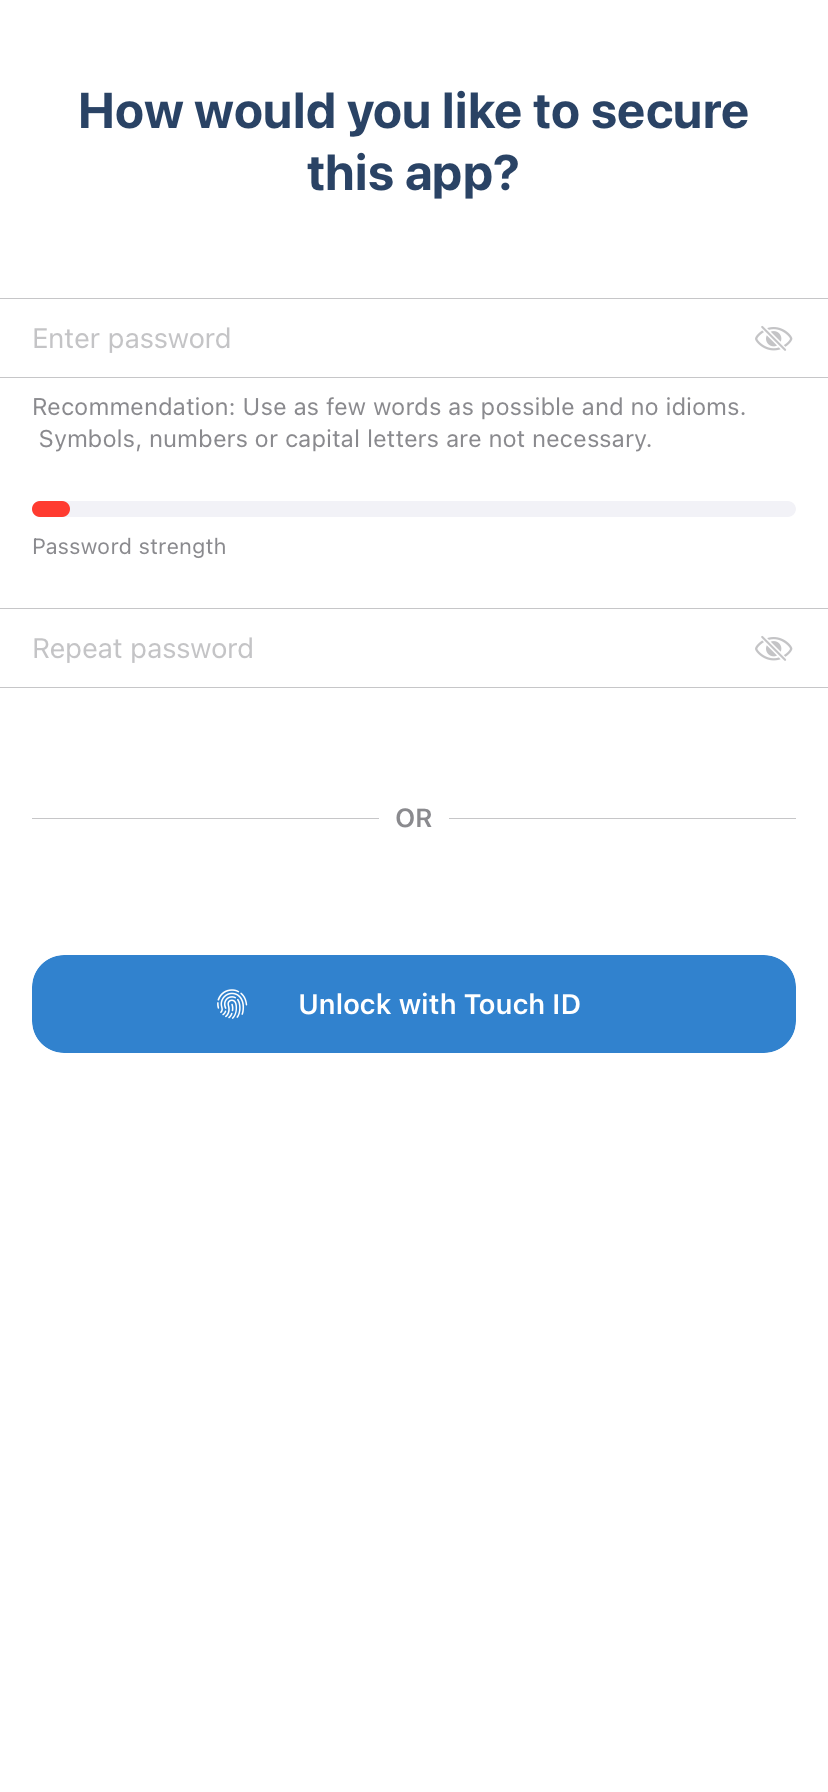 How would you like to secure
this app?
Enter password
Recommendation: Use as few words as possible and no idioms.
Symbols, numbers or capital letters are not necessary.
Password strength
Repeat password
OR
Unlock with Touch ID